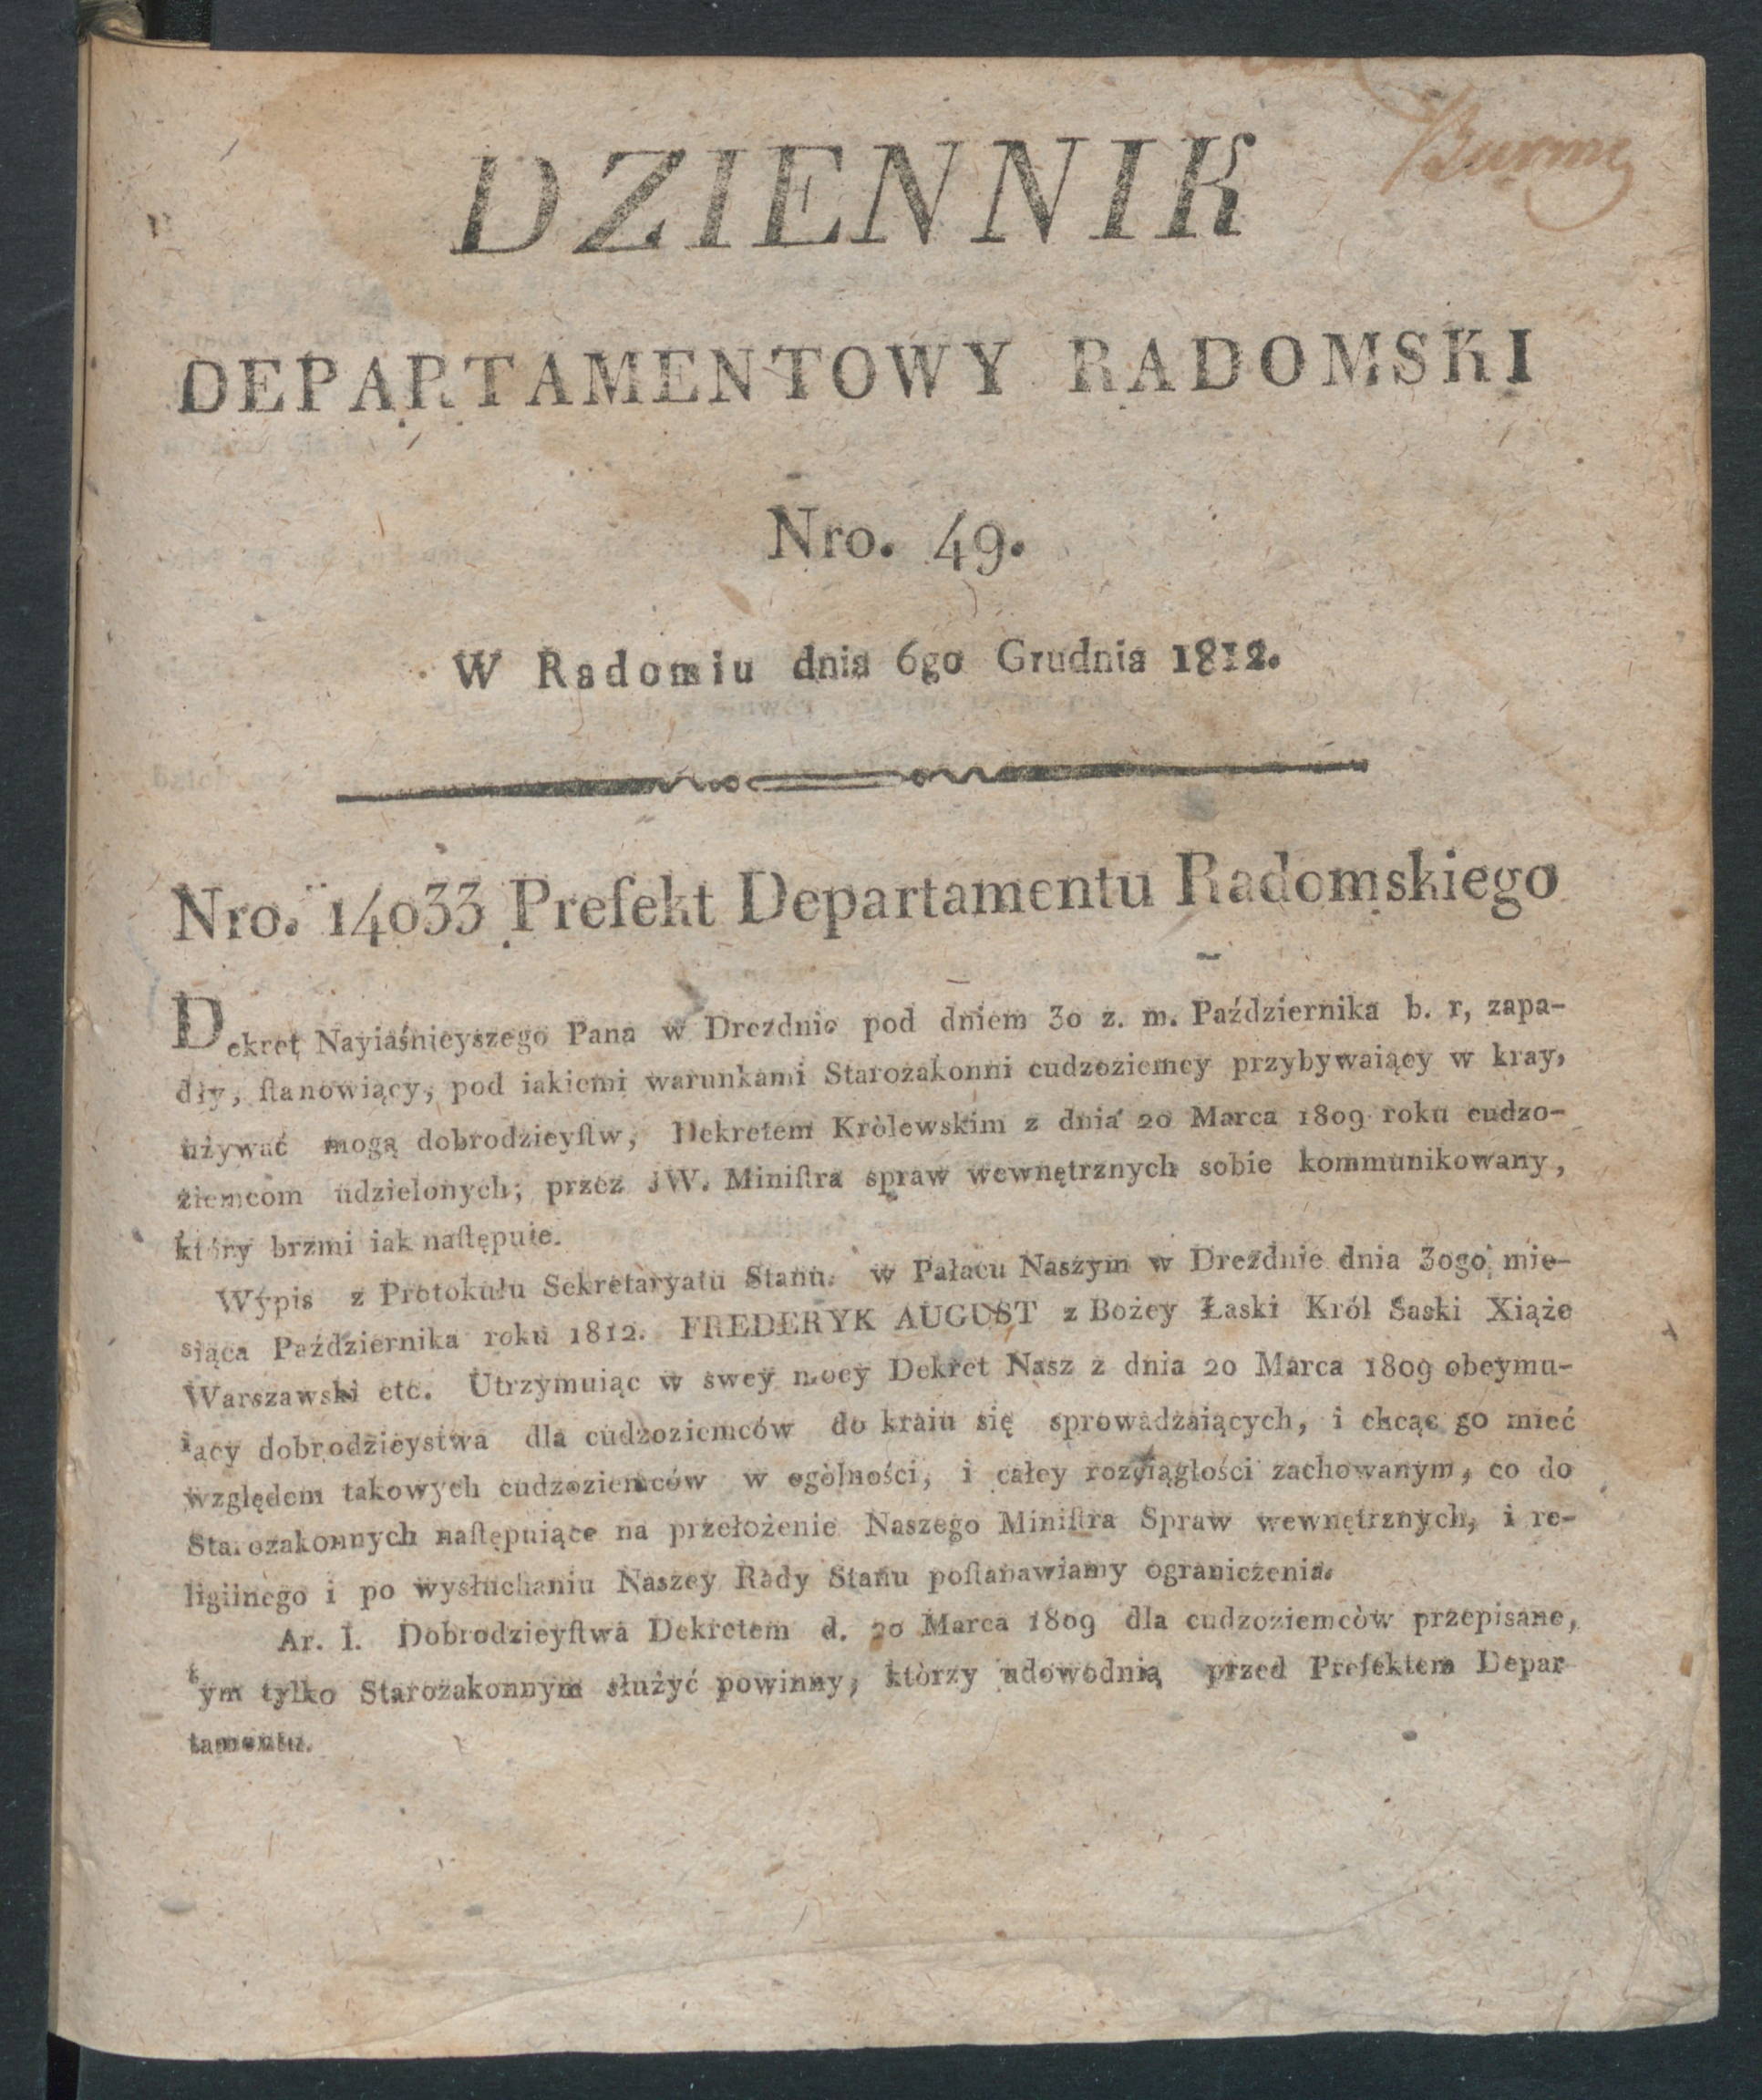 Burmę
DZIENNIK
DEPARTAMENTOWY RADOMSKI
Nro. 49.
W Radomiu dnia 6go Grudnia 1812.
Nro. 14033 Prefekt Departamentu Radomskiego
Dekret Nayiaśnieyszego Pana w Dreznie pod dniem 30 z. m. Października b. r, zapa-
dły, ſtanowiący, pod iakiemi warunkami Starozakonni cudzoziemcy przybywaiący w kray,
używać mogą dobrodzieyſtw, Dekretem Kròlewskim z dnia 20 Marca 1809 roku cudzo-
ziemcom udzielonych; przez JW. Miniſtra spraw wewnętrznych sobie kommunikowany,
który brzmi iak naſtępuie.
Wypis z Protokułu Sekretaryatu Stanu. w Pałacu Naszym w Dreźnie dnia 30go mie-
siąca Października roku 1812. FREDERYK AUGUST z Bożey Łaski Król Saski Xiąże
Warszawski etc. Utrzymuiąc w swey mocy Dekret Nasz z dnia 20 Marca 1809 obeymu-
iący dobrodzieystwa dla cudzoziemców do kraiu się sprowadzaiących, i chcąc go mieć
względem takowych cudzoziemców w ogòlności, i całey rozciągłości zachowanym, co do
Starozakonnych naſtępuiące na przełożenie Naszego Miniſtra Spraw wewnętrznych, i re-
ligiinego i po wysłuchaniu Naszey Rady Stanu poſtanawiamy ograniczenia.
Ar. I. Dobrodzieyſtwa Dekretem d. 20 Marca 1809 dla cudzoziemcòw przepisane,
tym tylko Starozakonnym służyć powinny, ktòrzy udowodnią przed Prefektem Depar
tamentu.